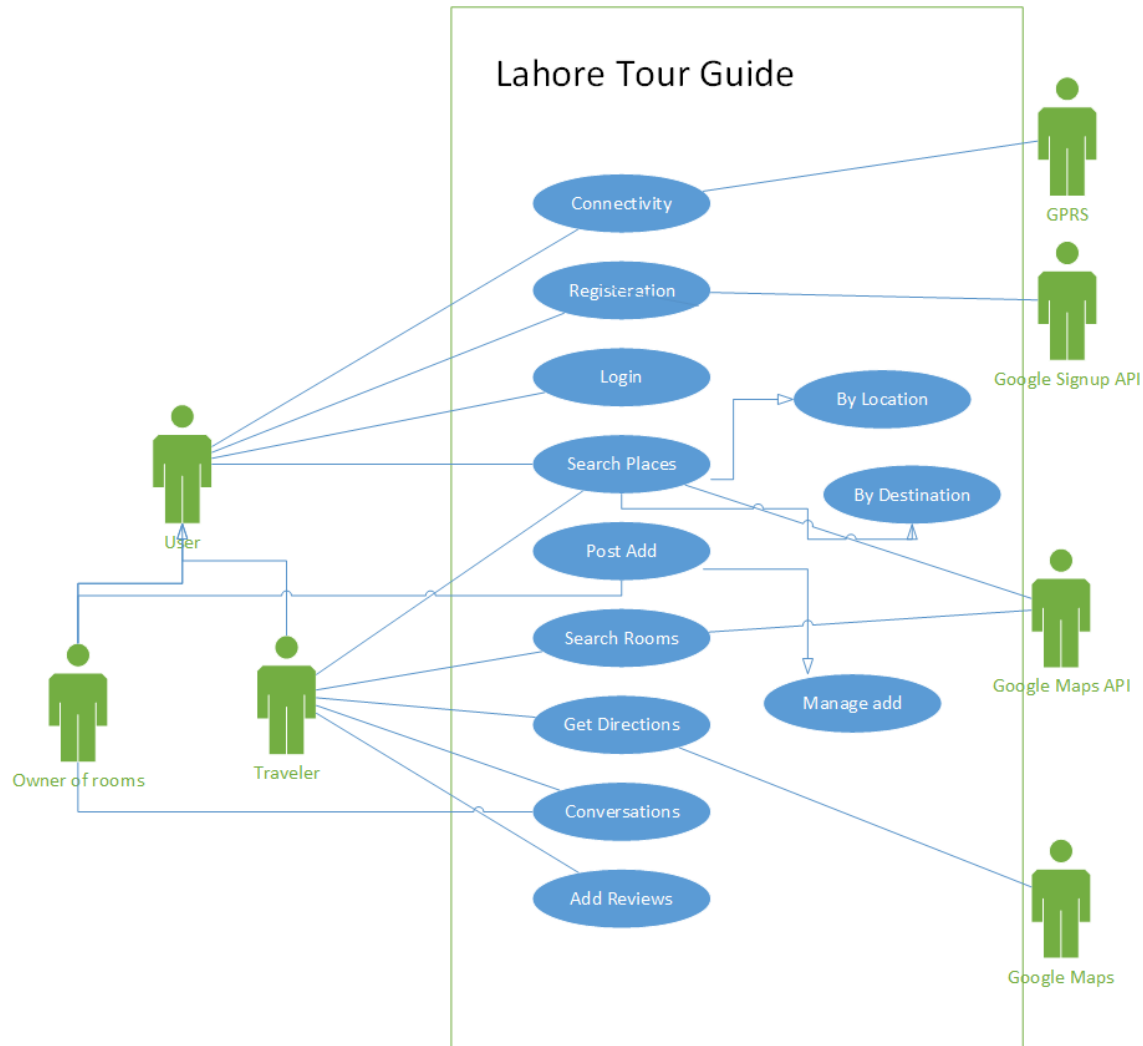 Lahore Tour Guide
GPRS
Connectivity
Registeration
Google Signup API
Login
By Location
Search Places
By Destination
User
Post Add
Search Rooms
Google Maps API
Manage add
Get Directions
Owner of rooms
Traveler
Conversations
Add Reviews
Google Maps